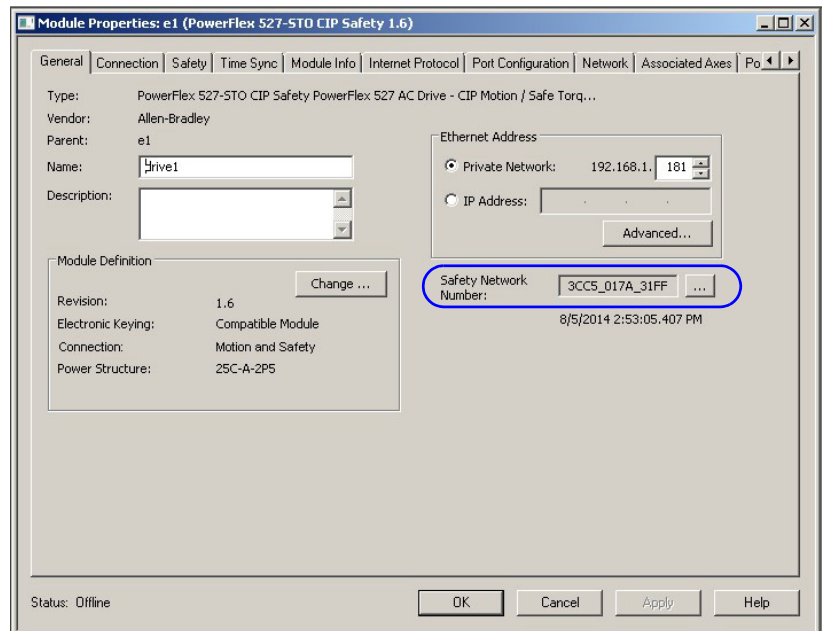 Module Properties: e1 (PowerFlex 527-STO CIP Safety 1.6)
General Connection Safety Time Sync Module Info Internet Protocol Port Configuration Network Associated Axes Po
Type: PowerFlex 527-STO CIP Safety PowerFlex 527 AC Drive - CIP Motion / Safe Torq...
Vendor: Allen-Bradley
Parent: e1
Name:
Description:
Ethernet Address
Private Network: 192.168.1. 181
IP Address: . . .
Advanced...
Module Definition
Change ...
Revision: 1.6
Electronic Keying: Compatible Module
Connection: Motion and Safety
Power Structure: 25C-A-2P5
Safety Network
Number: 3CC5_017A_31FF ...
8/5/2014 2:53:05.407 PM
Status: Offline
OK Cancel Apply Help